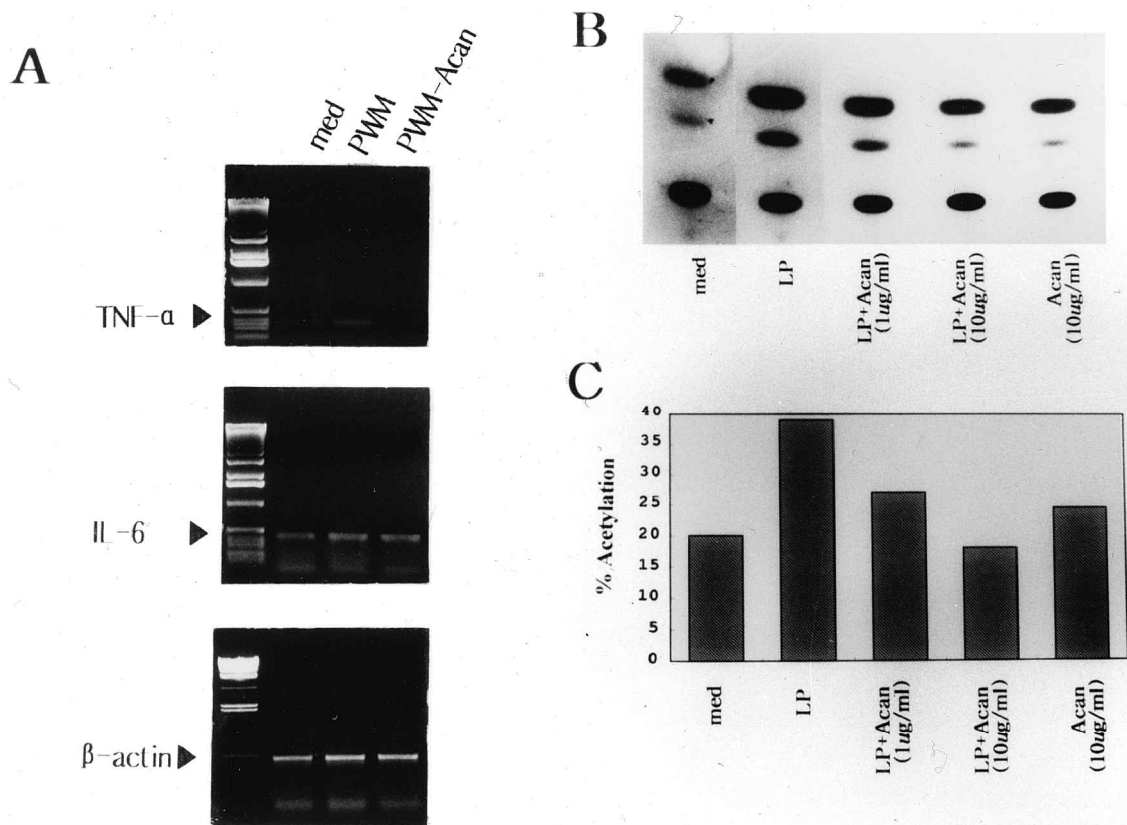 A
med
PWM
PWM-Acan
TNF-α
IL-6
β-actin
B
med
LP
LP+Acan
(1ug/ml)
LP+Acan
(10ug/ml)
Acan
(10ug/ml)
C
% Acetylation
40
35
30
25
20
15
10
5
0
med
LP
LP+Acan
(1ug/ml)
LP+Acan
(10ug/ml)
Acan
(10ug/ml)